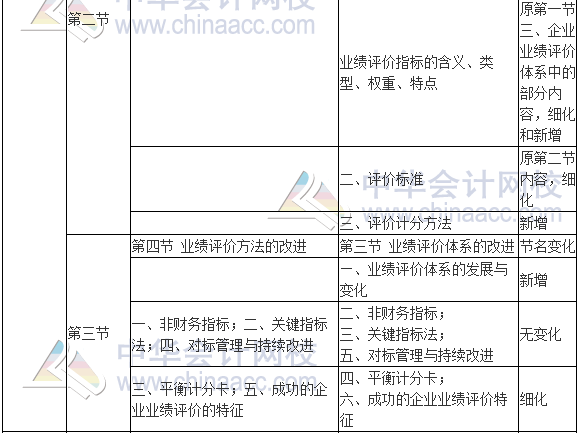 第二节
业绩评价指标的含义、类
型、权重、特点
原第一节
三、企业
业绩评价
体系中的
部分内
容，细化
和新增
二、评价标准
原第二节
内容，细
化
三、评价计分方法
新增
第三节
第四节 业绩评价方法的改进
第三节 业绩评价体系的改进
节名变化
一、业绩评价体系的发展与
变化
新增
一、非财务指标；二、关键指标
法；四、对标管理与持续改进
二、非财务指标；
三、关键指标法；
五、对标管理与持续改进
无变化
三、平衡计分卡；五、成功的企
业业绩评价的特征
四、平衡计分卡；
六、成功的企业业绩评价特
征
细化
中华会计网校
www.chinaacc.com
中华会计网校
www.chinaacc.com
中华会计网校
www.chinaacc.com